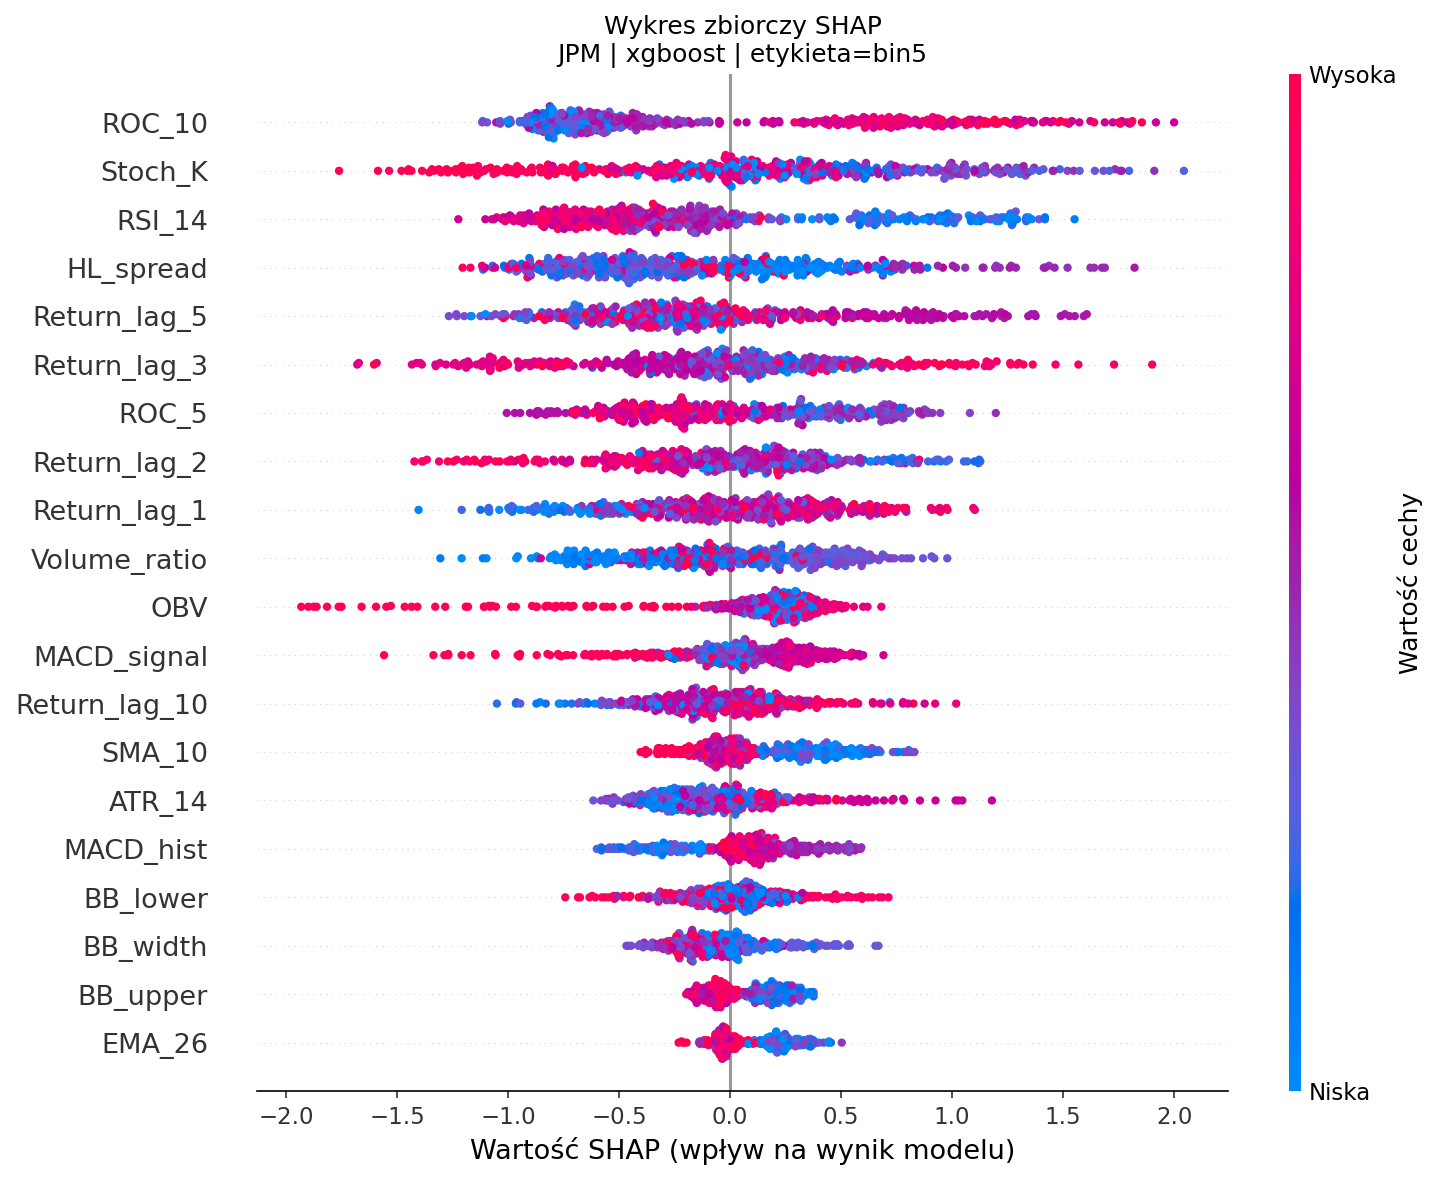 Wykres zbiorczy SHAP
JPM | xgboost | etykieta=bin5
Wysoka
ROC_10
Stoch_K
RSI_14
HL_spread
Return_lag_5
Return_lag_3
ROC_5
Return_lag_2
Return_lag_1
Volume_ratio
OBV
MACD_signal
Return_lag_10
SMA_10
ATR_14
MACD_hist
BB_lower
BB_width
BB_upper
EMA_26
Wartość cechy
Niska
−2.0 −1.5 −1.0 −0.5 0.0 0.5 1.0 1.5 2.0
Wartość SHAP (wpływ na wynik modelu)